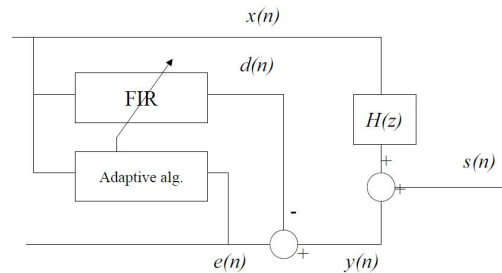 x(n)
d(n)
FIR
H(z)
Adaptive alg.
s(n)
+
+
-
+
e(n)
y(n)